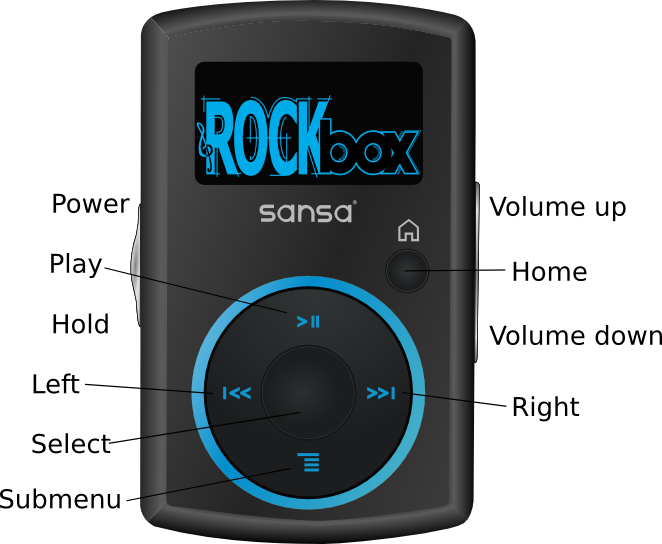 ROCKbox
sansa
Power
Volume up
Play
Home
Hold
Volume down
Left
Right
Select
Submenu